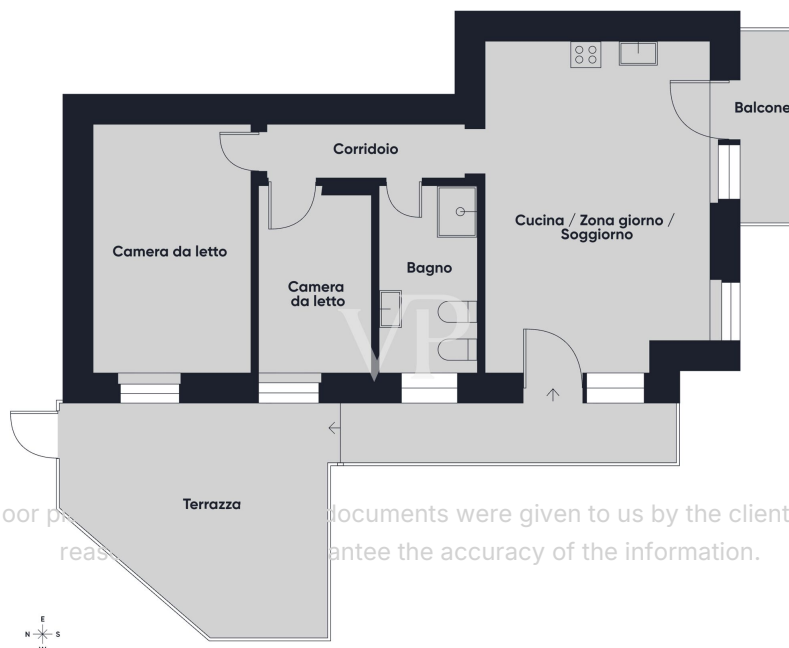 Balcone
Corridoio
Cucina / Zona giorno /
Soggiorno
Camera da letto
Bagno
Camera
da letto
VP
Terrazza
documents were given to us by the client
the accuracy of the information.
E
N S
W